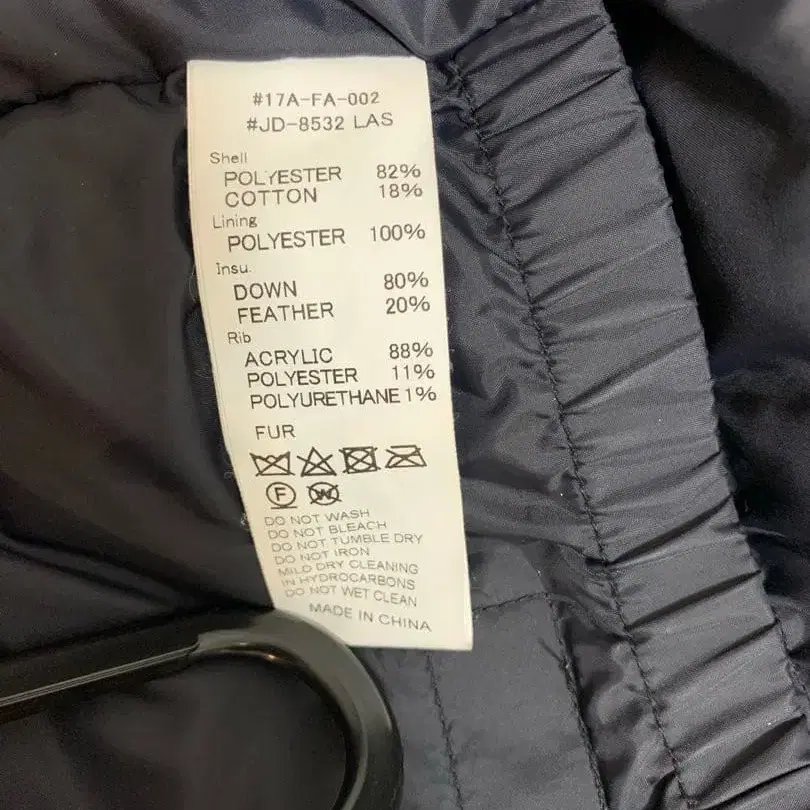 #17A-FA-002
#JD-8532 LAS
Shell
POLYESTER 82%
COTTON 18%
Lining
POLYESTER 100%
Insu.
DOWN 80%
FEATHER 20%
Rib
ACRYLIC 88%
POLYESTER 11%
POLYURETHANE 1%
FUR
F W
DO NOT WASH
DO NOT BLEACH
DO NOT TUMBLE DRY
DO NOT IRON
MILD DRY CLEANING
IN HYDROCARBONS
DO NOT WET CLEAN
MADE IN CHINA